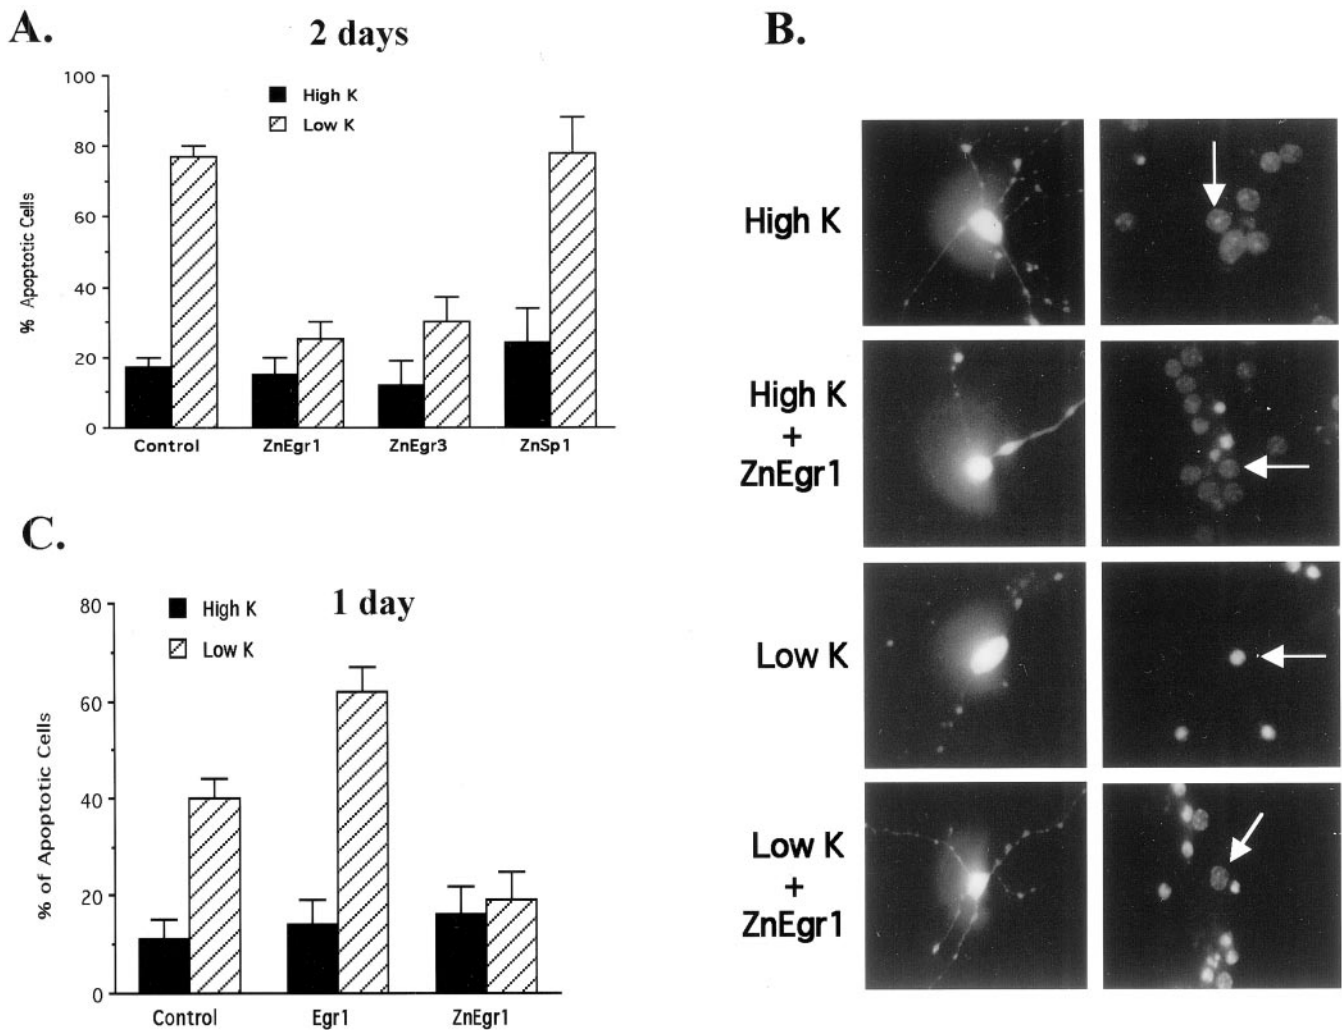 A.
2 days
High K
Low K
100
80
60
40
20
0
% Apoptotic Cells
Control ZnEgr1 ZnEgr3 ZnSp1
B.
High K
High K
+
ZnEgr1
Low K
Low K
+
ZnEgr1
C.
1 day
High K
Low K
80
60
40
20
0
% of Apoptotic Cells
Control Egr1 ZnEgr1